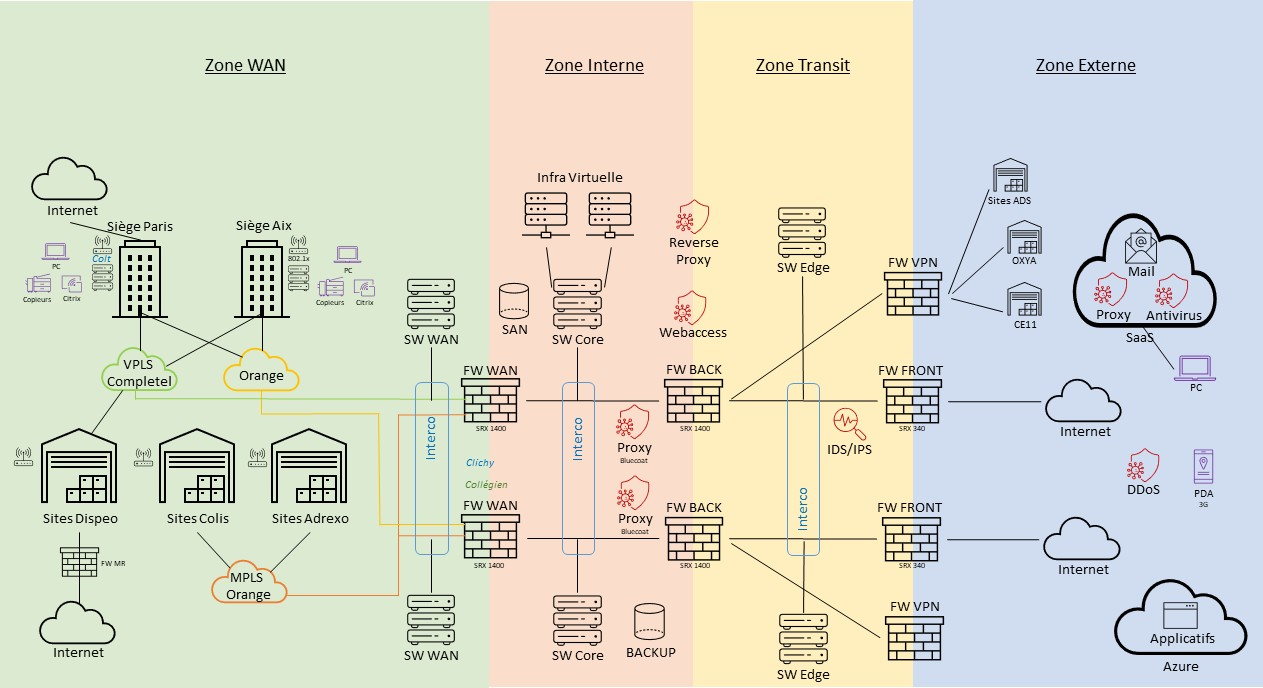 Zone WAN
Zone Interne
Zone Transit
Zone Externe
Internet
Siège Paris
Siège Aix
Colt
802.1x
PC
Copieurs
Citrix
PC
Copieurs
Citrix
VPLS
Completel
Orange
Sites Dispeo
Sites Colis
Sites Adrexo
FW MR
MPLS
Orange
Internet
SW WAN
Interco
SW WAN
FW WAN
SRX 1400
Clichy
Collégien
FW WAN
SRX 1400
Infra Virtuelle
SAN
SW Core
Interco
SW Core
BACKUP
Proxy
Bluecoat
Proxy
Bluecoat
Reverse
Proxy
Webaccess
FW BACK
SRX 1400
FW BACK
SRX 1400
SW Edge
Interco
SW Edge
IDS/IPS
FW VPN
FW FRONT
SRX 340
FW FRONT
SRX 340
FW VPN
Sites ADS
OXYA
CE11
Mail
Proxy
Antivirus
SaaS
PC
Internet
DDoS
PDA
3G
Internet
Applicatifs
Azure